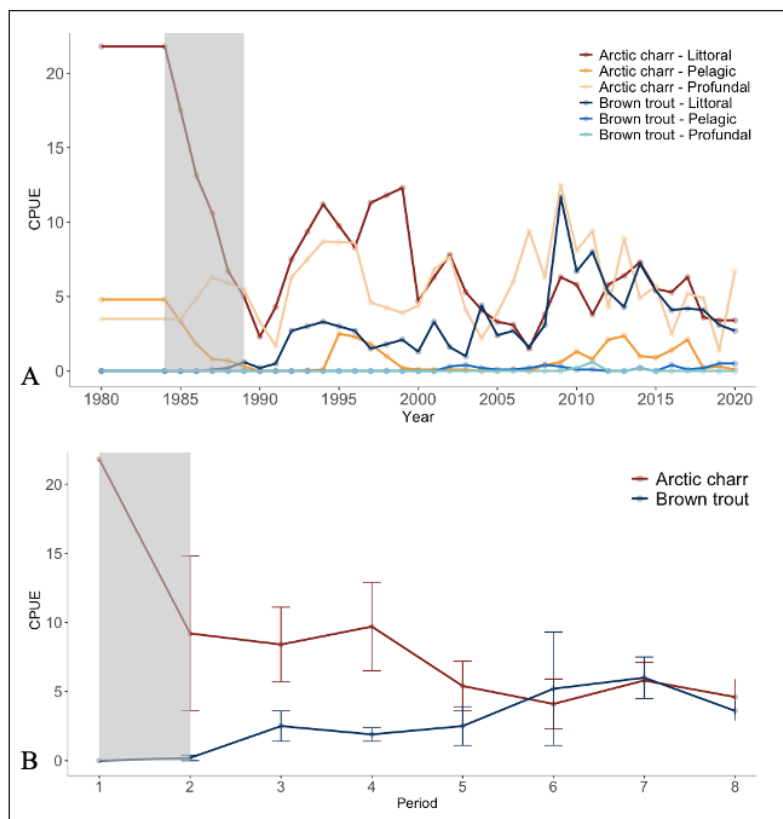 20
15
10
5
0
CPUE
Arctic charr - Littoral
Arctic charr - Pelagic
Arctic charr - Profundal
Brown trout - Littoral
Brown trout - Pelagic
Brown trout - Profundal
A
1980 1985 1990 1995 2000 2005 2010 2015 2020
Year
20
15
10
5
0
CPUE
Arctic charr
Brown trout
B
1 2 3 4 5 6 7 8
Period